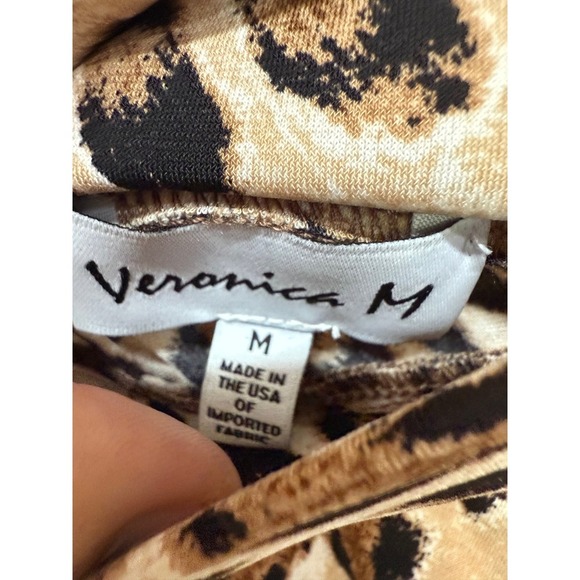 Veronica M
M
MADE IN
THE USA
OF
IMPORTED
FABRIC